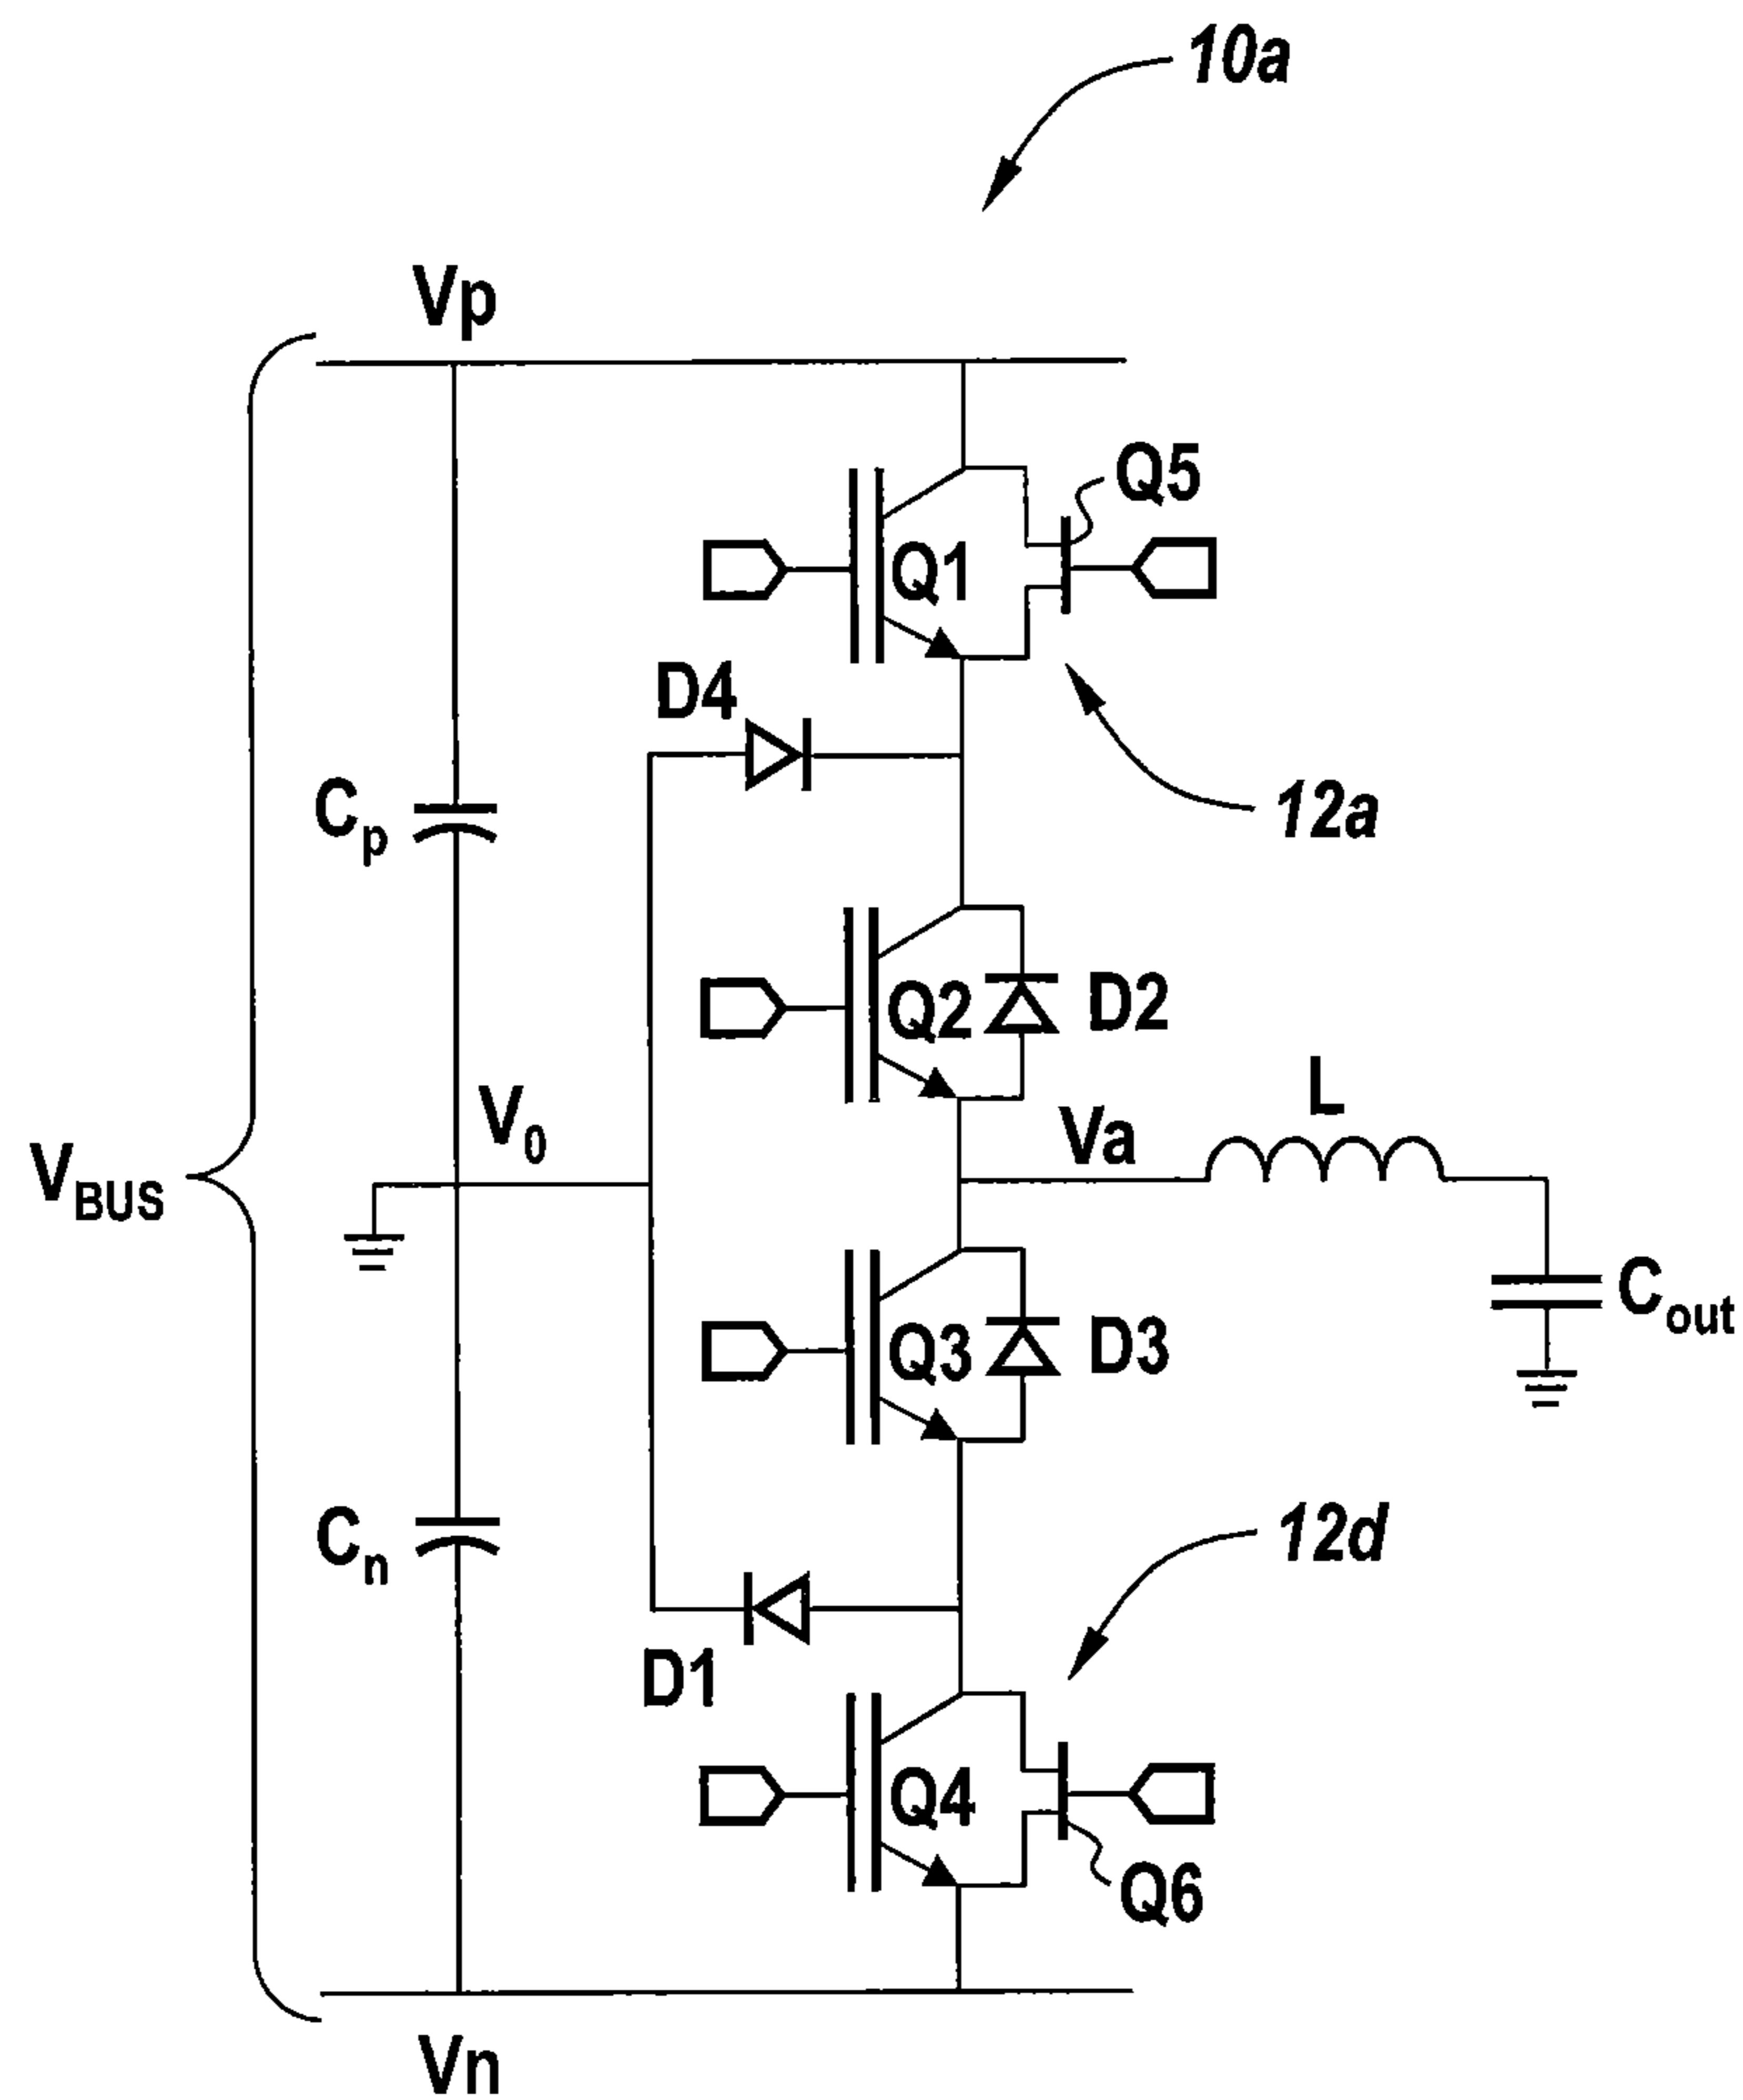 10a
Vp
Q5
Q1
D4
Cp
12a
Q2
D2
V0
Va
L
VBUS
Q3
D3
Cout
Cn
12d
D1
Q4
Q6
Vn